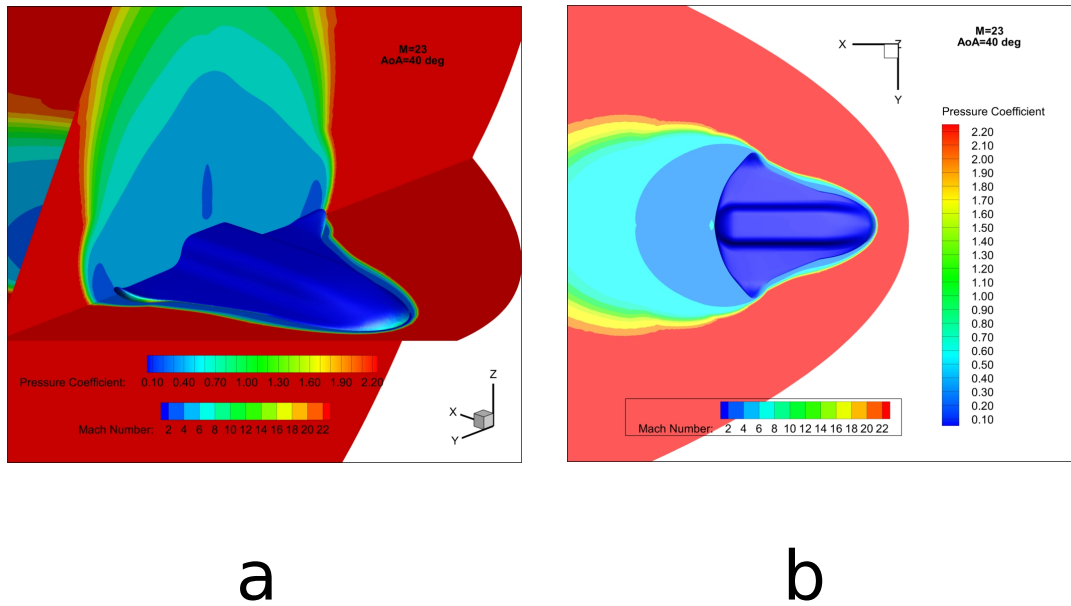 M=23
AoA=40 deg
Pressure Coefficient:
0.10 0.40 0.70 1.00 1.30 1.60 1.90 2.20
Mach Number:
2 4 6 8 10 12 14 16 18 20 22
Z
X
Y
a
M=23
AoA=40 deg
X
Z
Y
Pressure Coefficient
2.20
2.10
2.00
1.90
1.80
1.70
1.60
1.50
1.40
1.30
1.20
1.10
1.00
0.90
0.80
0.70
0.60
0.50
0.40
0.30
0.20
0.10
Mach Number:
2 4 6 8 10 12 14 16 18 20 22
b